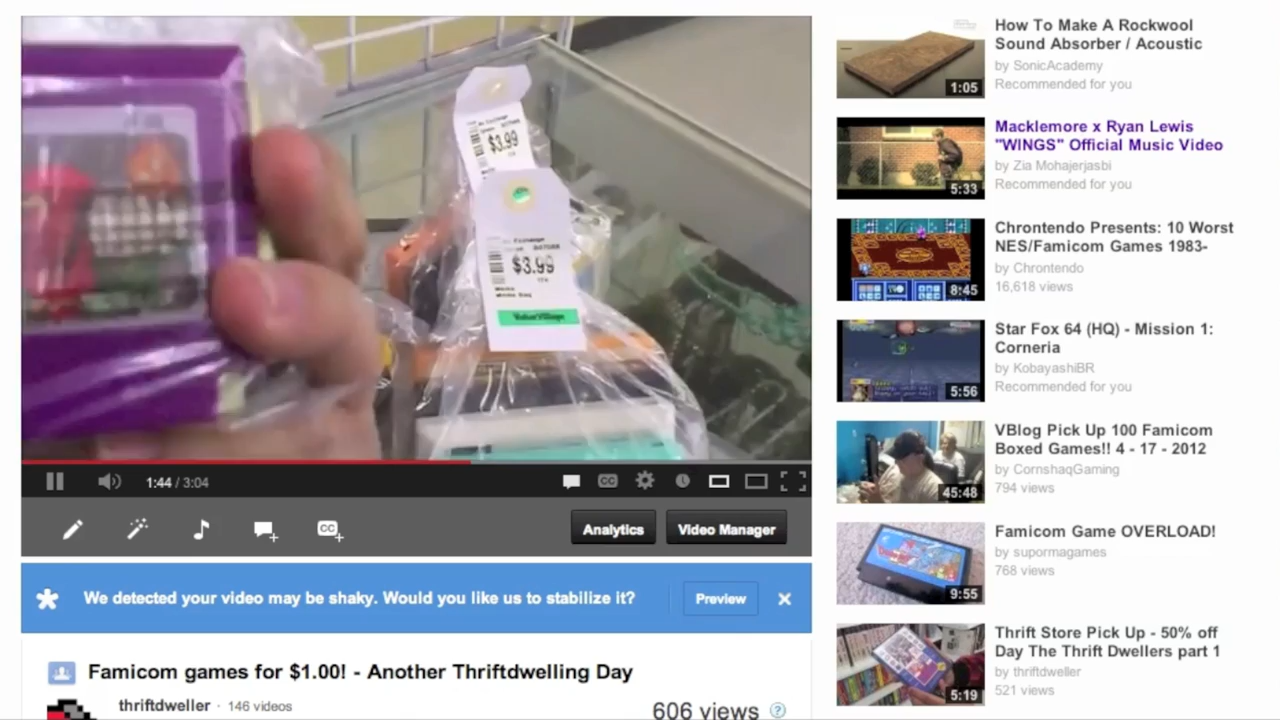 $3.99
$3.99
ValueVillage
1:44 / 3:04
CC
CC
Analytics
Video Manager
We detected your video may be shaky. Would you like us to stabilize it?
Preview
Famicom games for $1.00! - Another Thriftdwelling Day
thriftdweller · 146 videos
606 views
1:05
How To Make A Rockwool
Sound Absorber / Acoustic
by SonicAcademy
Recommended for you
5:33
Macklemore x Ryan Lewis
"WINGS" Official Music Video
by Zia Mohajerjasbi
Recommended for you
8:45
Chrontendo Presents: 10 Worst
NES/Famicom Games 1983-
by Chrontendo
16,618 views
5:56
Star Fox 64 (HQ) - Mission 1:
Corneria
by KobayashiBR
Recommended for you
45:48
VBlog Pick Up 100 Famicom
Boxed Games!! 4 - 17 - 2012
by CornshaqGaming
794 views
9:55
Famicom Game OVERLOAD!
by supormagames
768 views
5:19
Thrift Store Pick Up - 50% off
Day The Thrift Dwellers part 1
by thriftdweller
521 views